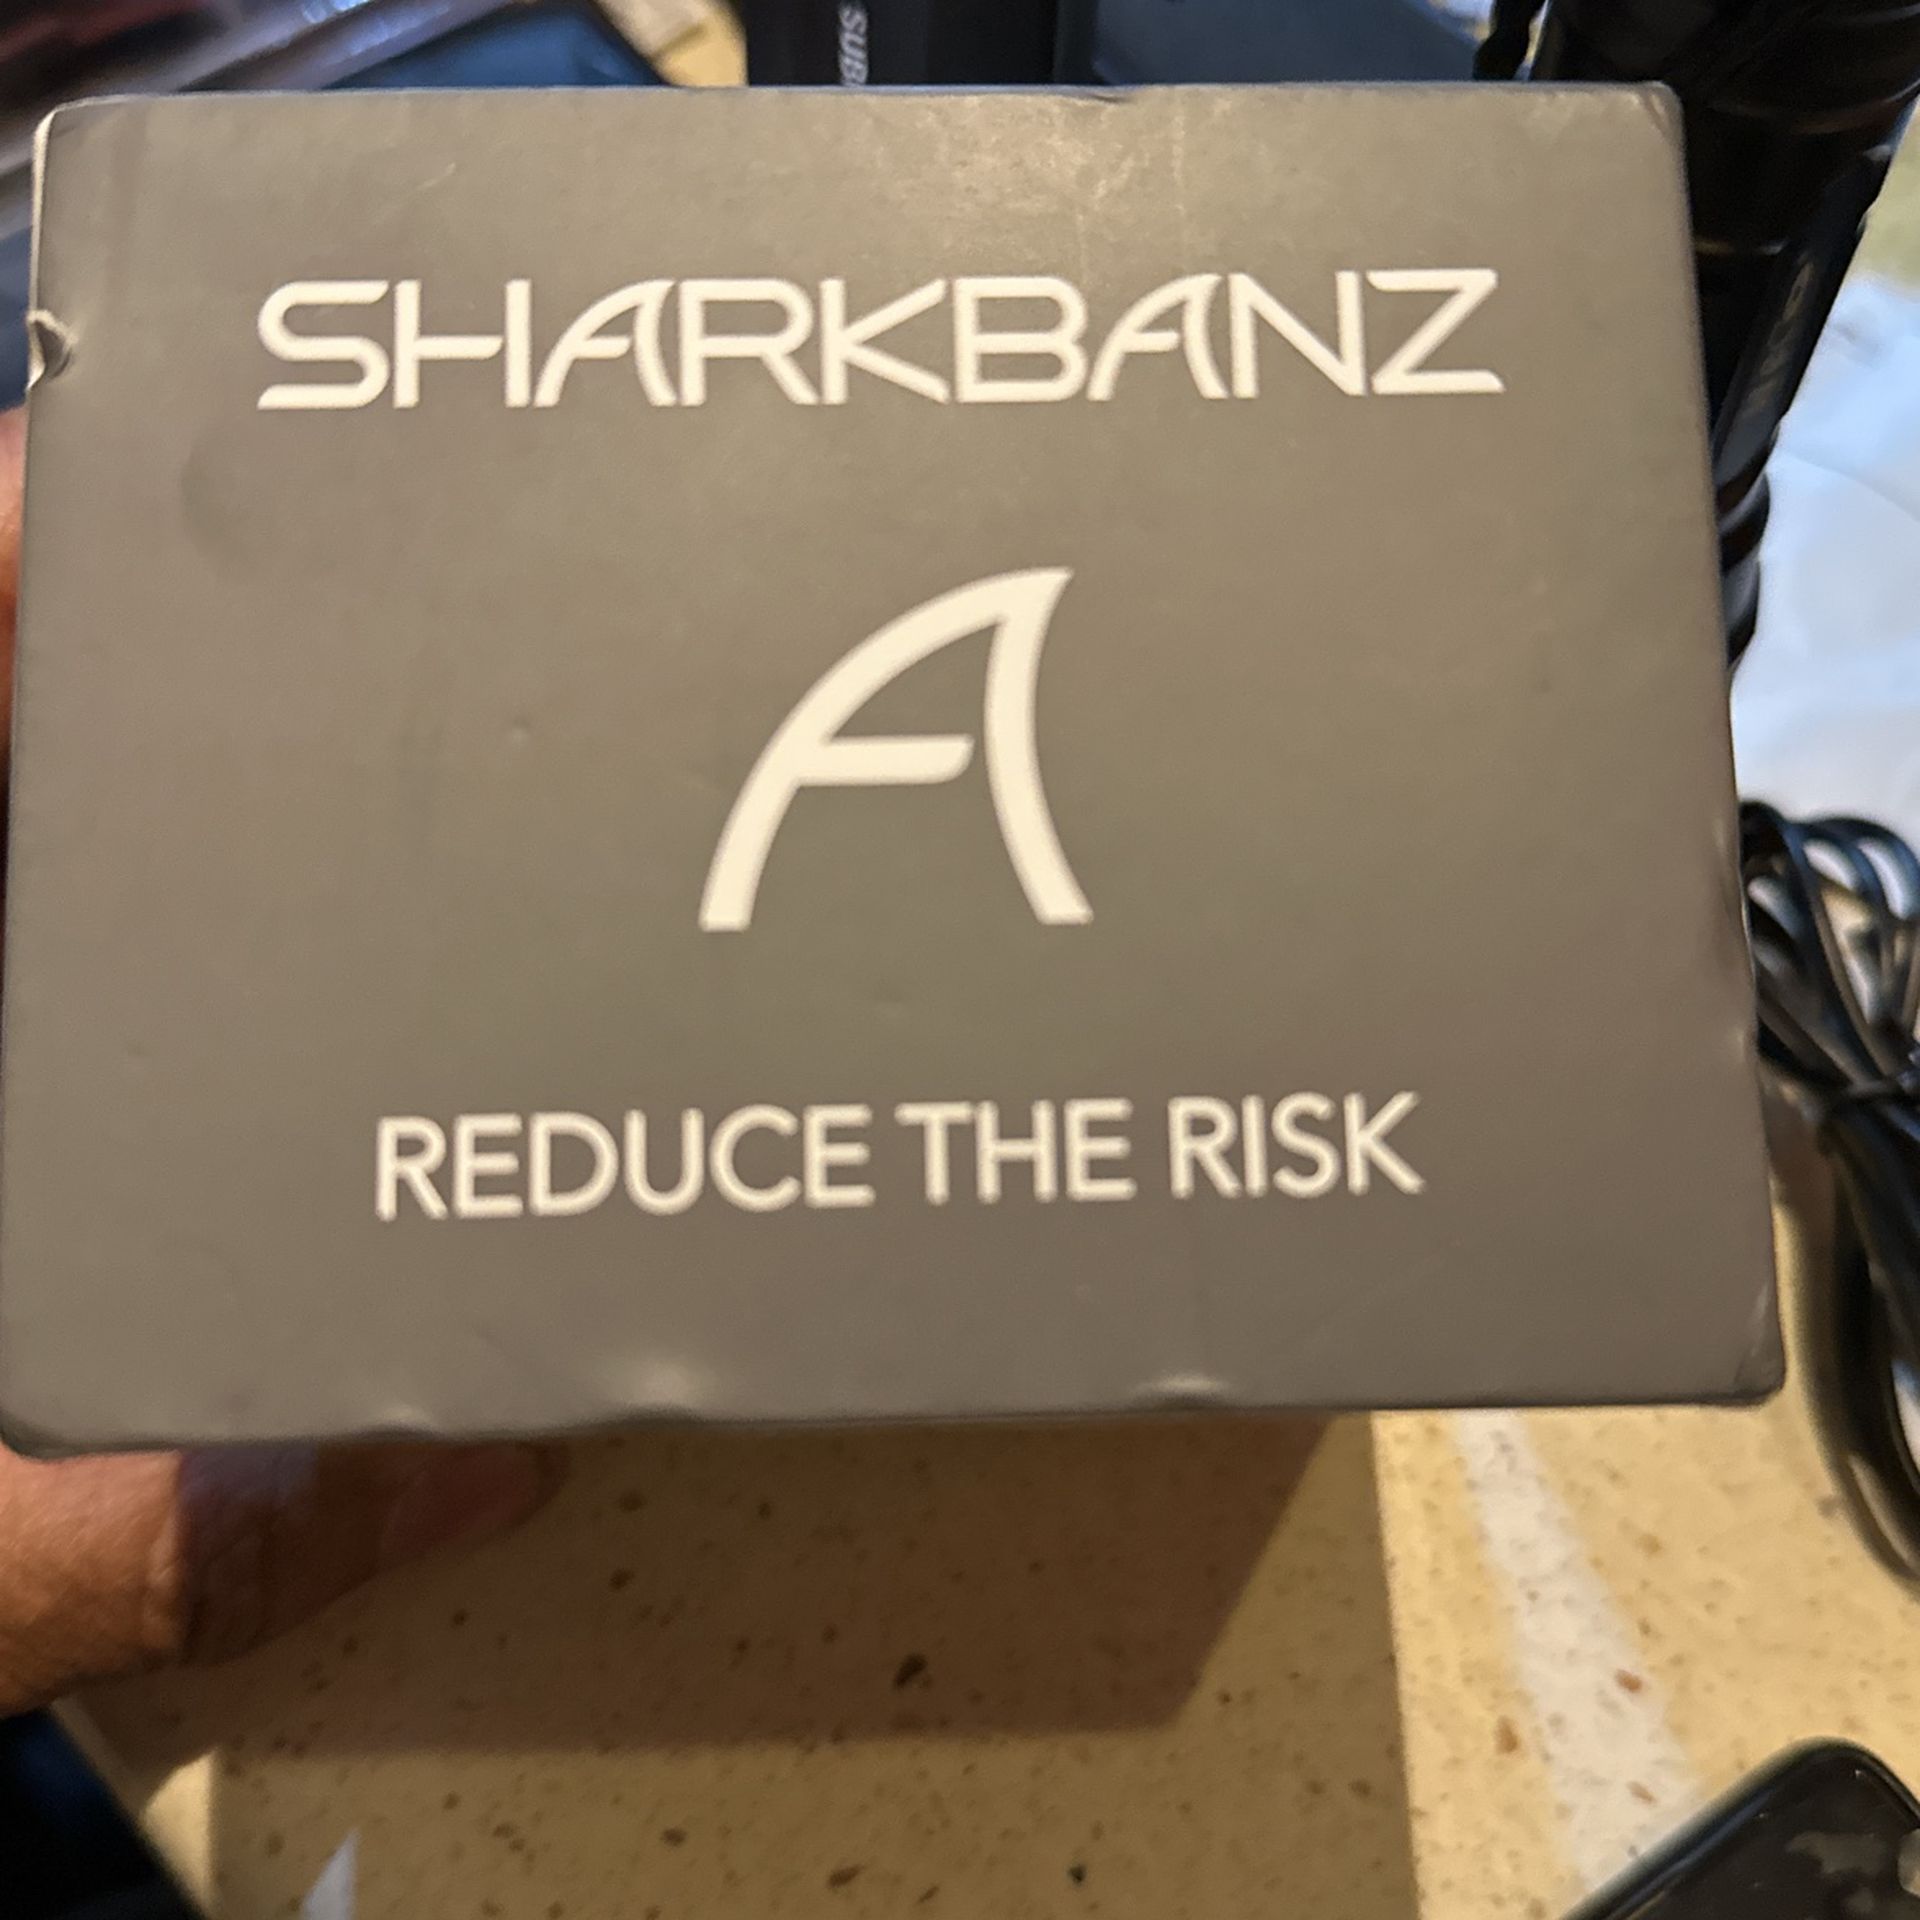 SHARKBANZ
A
REDUCE THE RISK